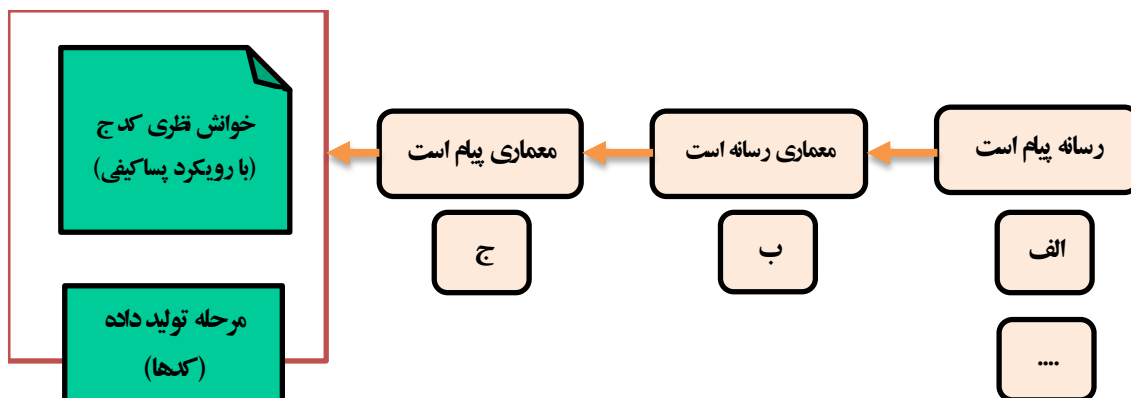 رسانه پیام است
معماری رسانه است
معماری پیام است
خوانش نظری کد ج
(با رویکرد پساکیفی)
الف
ب
ج
....
مرحله تولید داده
(کدها)